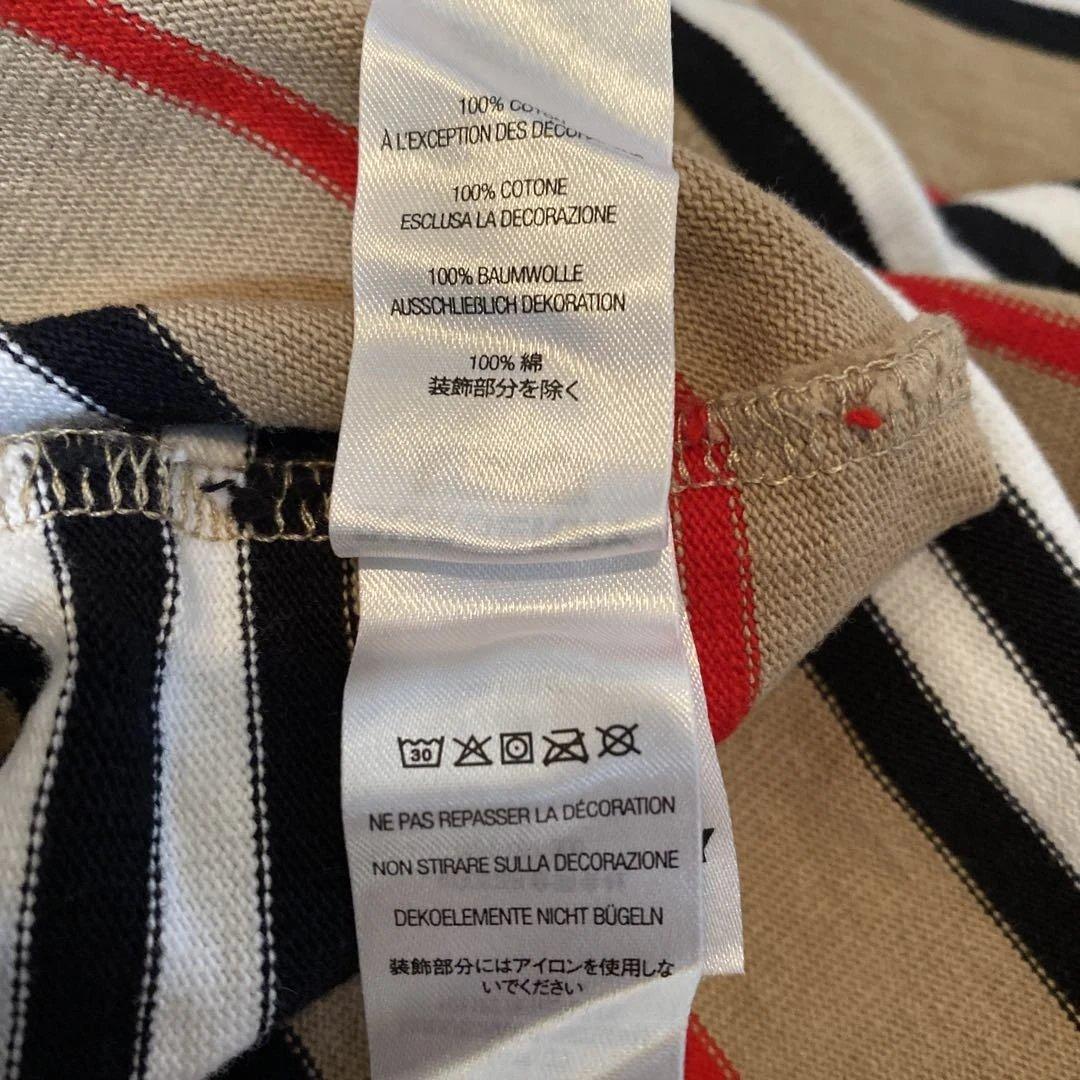 100%
À L'EXCEPTION DES
100% COTONE
ESCLUSA LA DECORAZIONE
100% BAUMWOLLE
AUSSCHLIEßLICH DEKORATION
100% 綿
装飾部分を除く
30
NE PAS REPASSER LA DÉCORATION
NON STIRARE SULLA DECORAZIONE
DEKOELEMENTE NICHT BÜGELN
装飾部分にはアイロンを使用しな
いでください